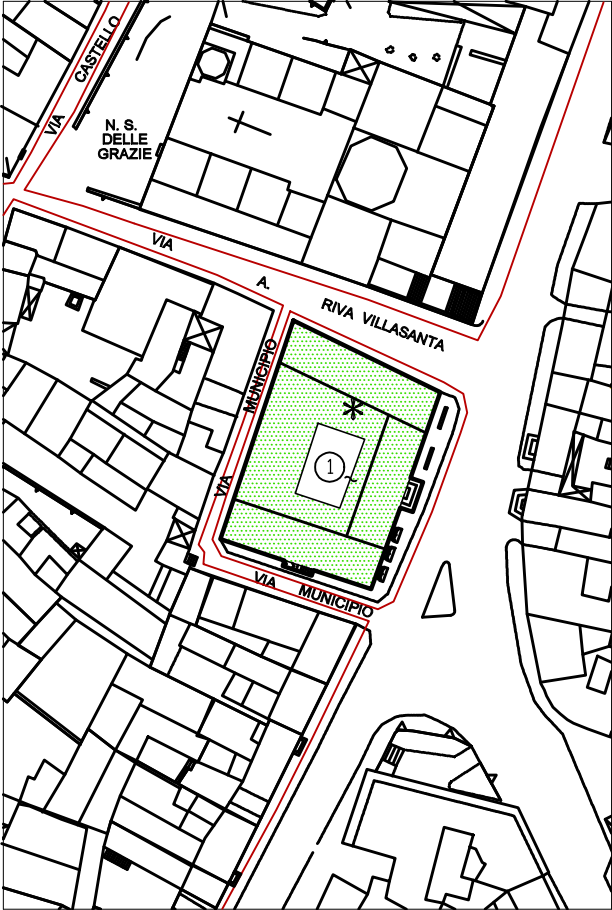 VIA CASTELLO
N. S.
DELLE
GRAZIE
VIA A. RIVA VILLASANTA
VIA MUNICIPIO
1
VIA MUNICIPIO